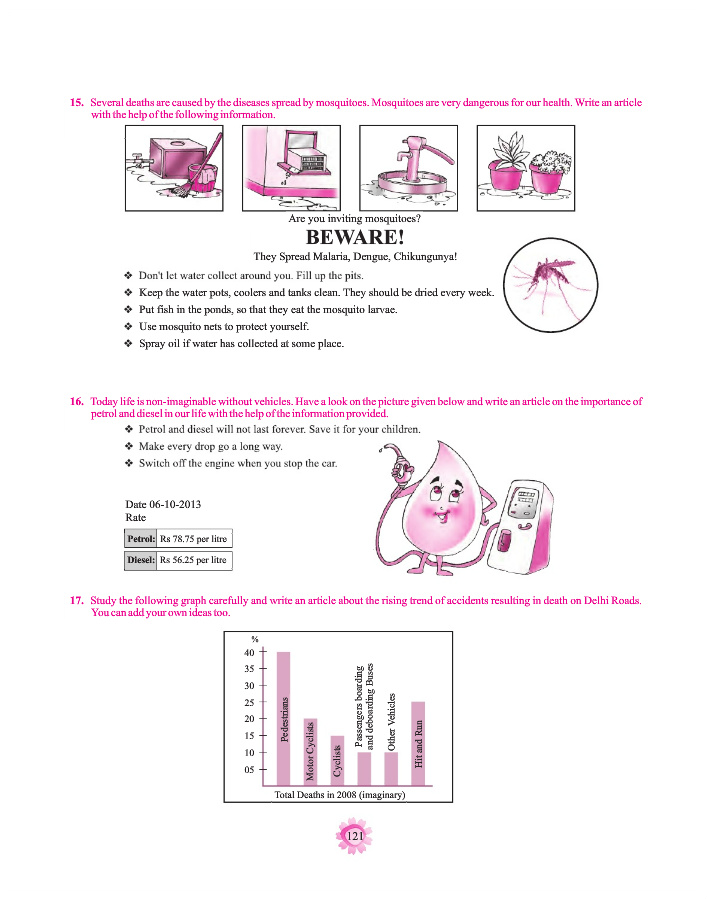 15. Several deaths are caused by the diseases spread by mosquitoes. Mosquitoes are very dangerous for our health. Write an article
with the help of the following information.
Are you inviting mosquitoes?
BEWARE!
They Spread Malaria, Dengue, Chikungunya!
❖ Don't let water collect around you. Fill up the pits.
❖ Keep the water pots, coolers and tanks clean. They should be dried every week.
❖ Put fish in the ponds, so that they eat the mosquito larvae.
❖ Use mosquito nets to protect yourself.
❖ Spray oil if water has collected at some place.
16. Today life is non-imaginable without vehicles. Have a look on the picture given below and write an article on the importance of
petrol and diesel in our life with the help of the information provided.
❖ Petrol and diesel will not last forever. Save it for your children.
❖ Make every drop go a long way.
❖ Switch off the engine when you stop the car.
Date 06-10-2013
Rate
Petrol: Rs 78.75 per litre
Diesel: Rs 56.25 per litre
17. Study the following graph carefully and write an article about the rising trend of accidents resulting in death on Delhi Roads.
You can add your own ideas too.
%
40
35
30
25
20
15
10
05
Pedestrians
Motor Cyclists
Cyclists
Passengers boarding
and deboarding Buses
Other Vehicles
Hit and Run
Total Deaths in 2008 (imaginary)
121